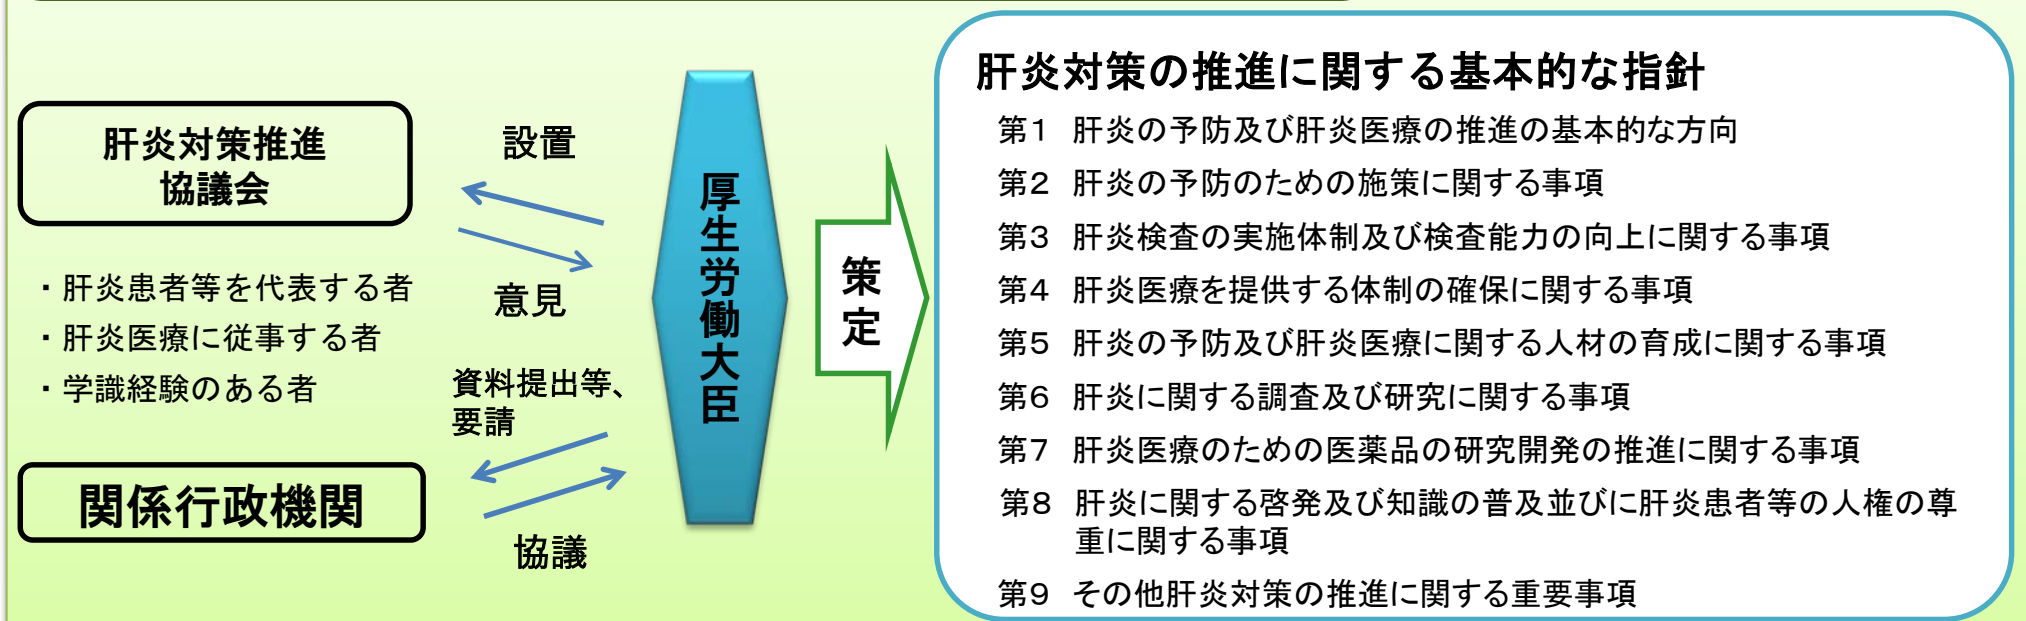 肝炎対策推進
協議会
・肝炎患者等を代表する者
・肝炎医療に従事する者
・学識経験のある者
関係行政機関
設置
意見
資料提出等、
要請
協議
厚生労働大臣
策定
肝炎対策の推進に関する基本的な指針
第1 肝炎の予防及び肝炎医療の推進の基本的な方向
第2 肝炎の予防のための施策に関する事項
第3 肝炎検査の実施体制及び検査能力の向上に関する事項
第4 肝炎医療を提供する体制の確保に関する事項
第5 肝炎の予防及び肝炎医療に関する人材の育成に関する事項
第6 肝炎に関する調査及び研究に関する事項
第7 肝炎医療のための医薬品の研究開発の推進に関する事項
第8 肝炎に関する啓発及び知識の普及並びに肝炎患者等の人権の尊
重に関する事項
第9 その他肝炎対策の推進に関する重要事項